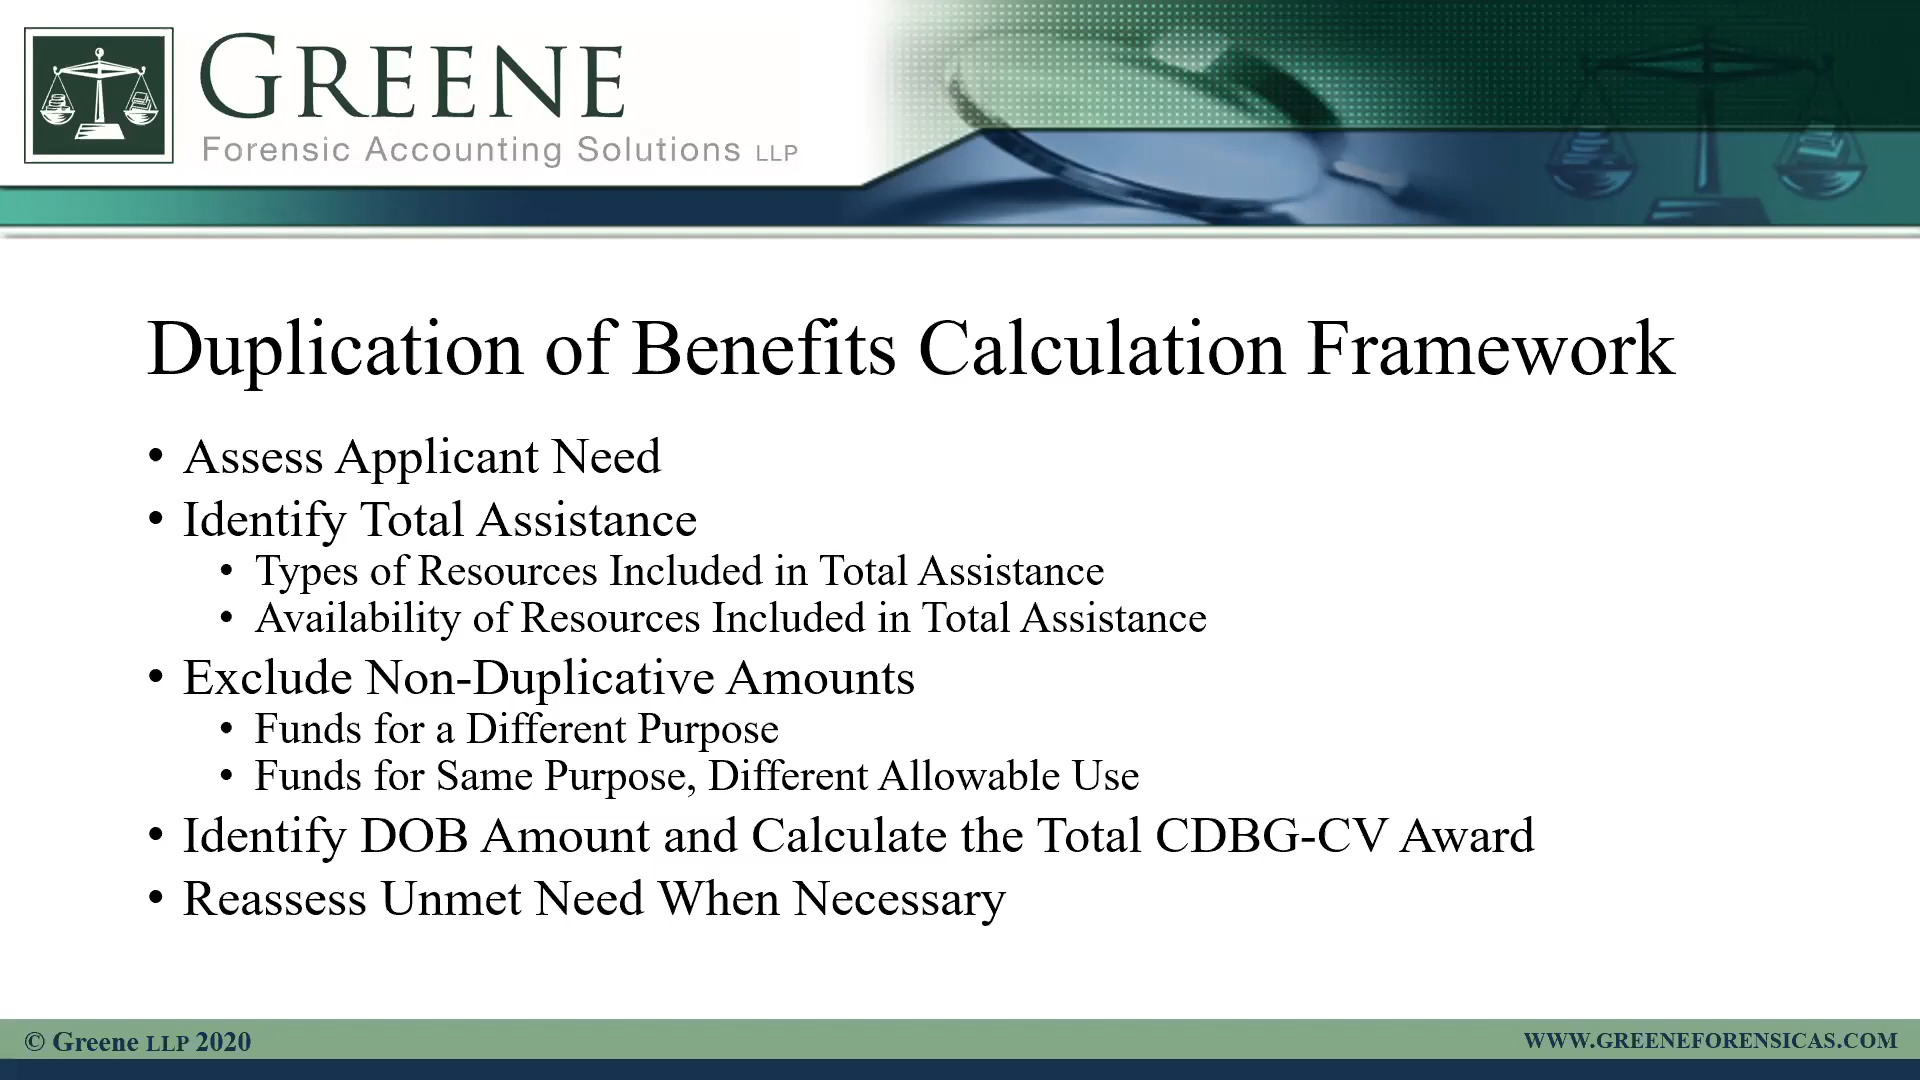 GREENE
Forensic Accounting Solutions LLP
Duplication of Benefits Calculation Framework
• Assess Applicant Need
• Identify Total Assistance
• Types of Resources Included in Total Assistance
• Availability of Resources Included in Total Assistance
• Exclude Non-Duplicative Amounts
• Funds for a Different Purpose
• Funds for Same Purpose, Different Allowable Use
• Identify DOB Amount and Calculate the Total CDBG-CV Award
• Reassess Unmet Need When Necessary
© Greene LLP 2020
WWW.GREENEFORENSICAS.COM